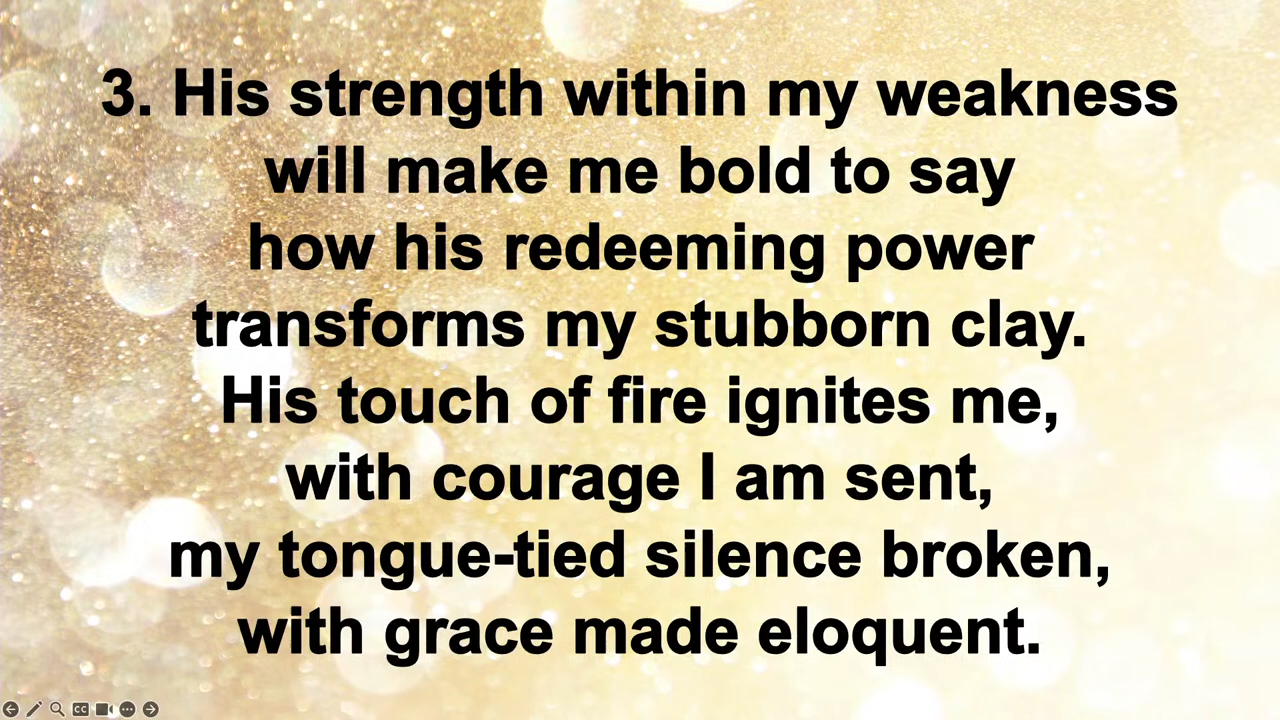 3. His strength within my weakness
will make me bold to say
how his redeeming power
transforms my stubborn clay.
His touch of fire ignites me,
with courage I am sent,
my tongue-tied silence broken,
with grace made eloquent.
CC